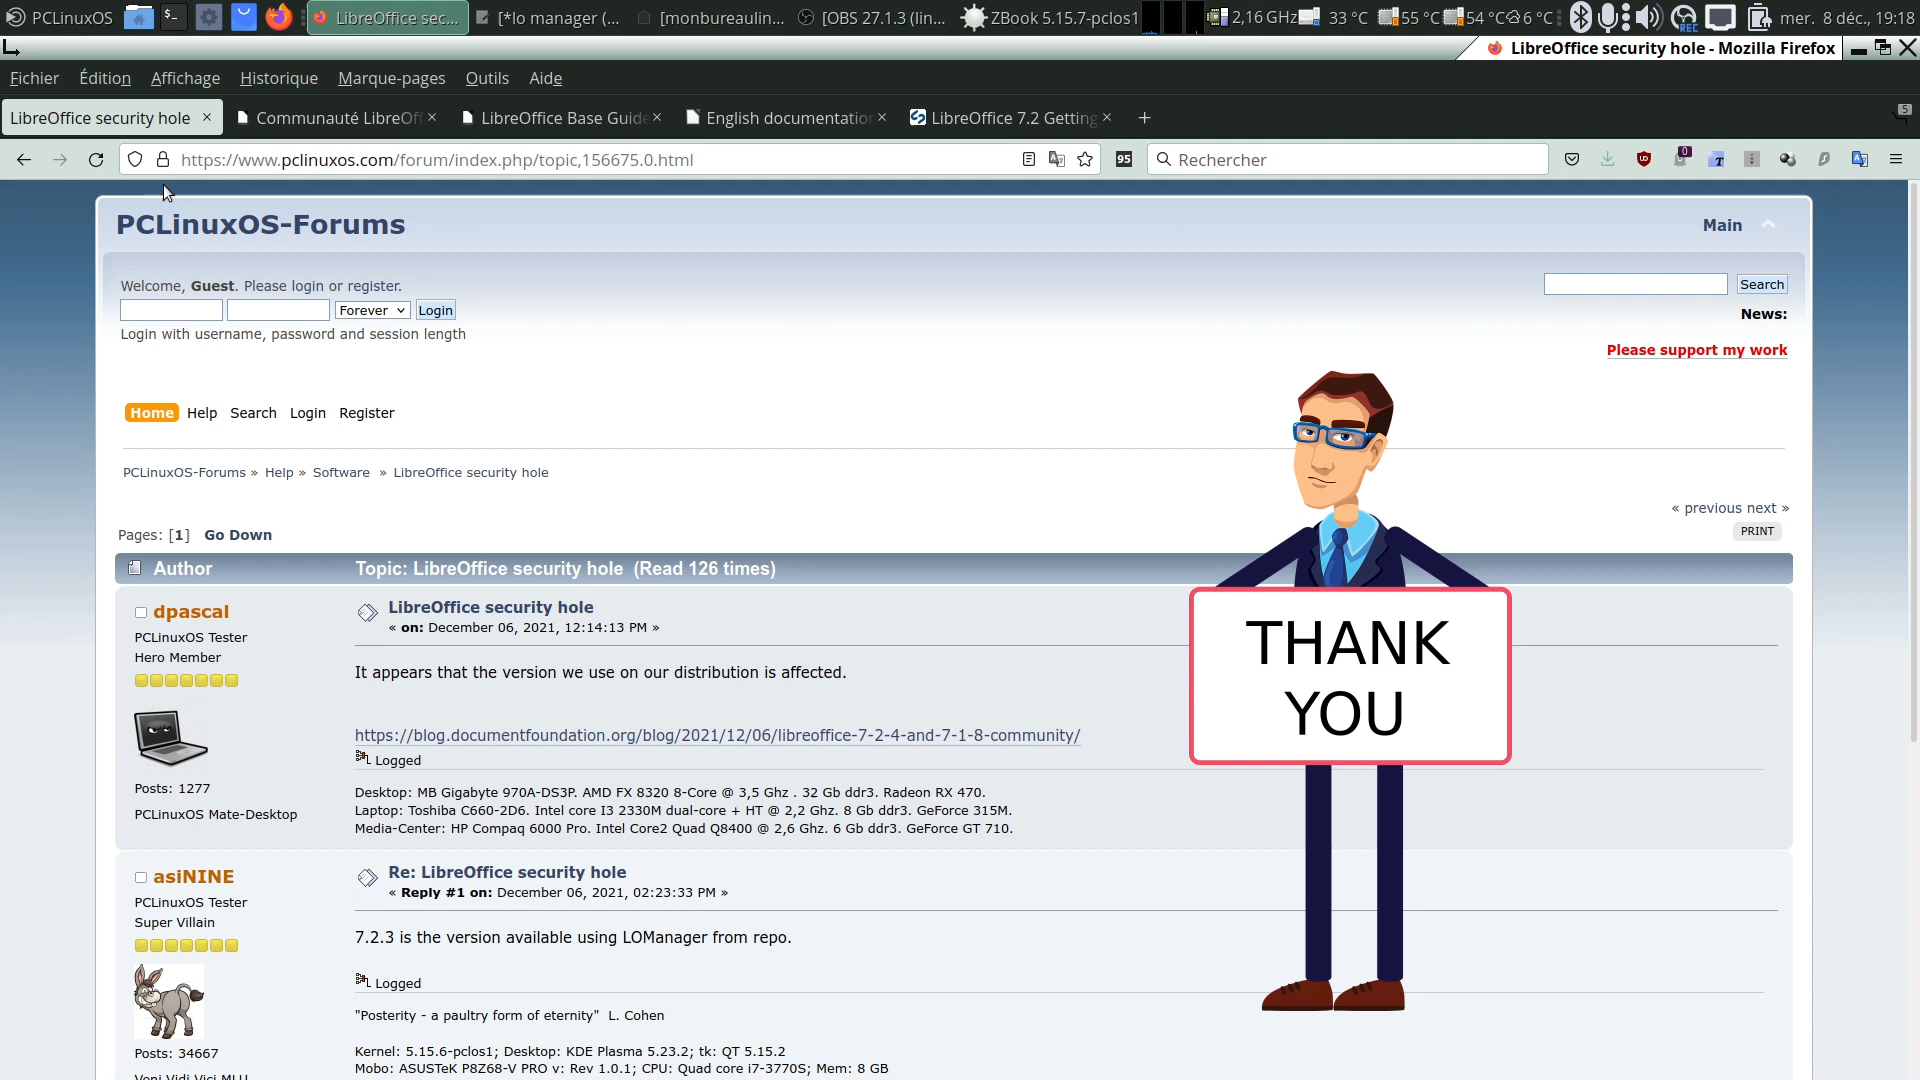 PCLinuxOS
LibreOffice sec...
[*lo manager (...
[monbureaulin...
[OBS 27.1.3 (lin...
ZBook 5.15.7-pclos1
2,16 GHz
33 °C
55 °C
54 °C
6 °C
REC
mer. 8 déc., 19:18
LibreOffice security hole - Mozilla Firefox
Fichier Édition Affichage Historique Marque-pages Outils Aide
LibreOffice security hole
Communauté LibreOf
LibreOffice Base Guide
English documentation
LibreOffice 7.2 Getting
5
https://www.pclinuxos.com/forum/index.php/topic,156675.0.html
95
Rechercher
0
PCLinuxOS-Forums
Main
Welcome, Guest. Please login or register.
Forever
Login
Login with username, password and session length
Search
News:
Please support my work
Home Help Search Login Register
PCLinuxOS-Forums » Help » Software » LibreOffice security hole
« previous next »
PRINT
Pages: [1] Go Down
Author
Topic: LibreOffice security hole (Read 126 times)
dpascal
PCLinuxOS Tester
Hero Member
Posts: 1277
PCLinuxOS Mate-Desktop
LibreOffice security hole
« on: December 06, 2021, 12:14:13 PM »
It appears that the version we use on our distribution is affected.
https://blog.documentfoundation.org/blog/2021/12/06/libreoffice-7-2-4-and-7-1-8-community/
Logged
Desktop: MB Gigabyte 970A-DS3P. AMD FX 8320 8-Core @ 3,5 Ghz . 32 Gb ddr3. Radeon RX 470.
Laptop: Toshiba C660-2D6. Intel core I3 2330M dual-core + HT @ 2,2 Ghz. 8 Gb ddr3. GeForce 315M.
Media-Center: HP Compaq 6000 Pro. Intel Core2 Quad Q8400 @ 2,6 Ghz. 6 Gb ddr3. GeForce GT 710.
THANK
YOU
asiNINE
PCLinuxOS Tester
Super Villain
Posts: 34667
Veni Vidi Vici MLU
Re: LibreOffice security hole
« Reply #1 on: December 06, 2021, 02:23:33 PM »
7.2.3 is the version available using LOManager from repo.
Logged
"Posterity - a paultry form of eternity" L. Cohen
Kernel: 5.15.6-pclos1; Desktop: KDE Plasma 5.23.2; tk: QT 5.15.2
Mobo: ASUSTeK P8Z68-V PRO v: Rev 1.0.1; CPU: Quad core i7-3770S; Mem: 8 GB